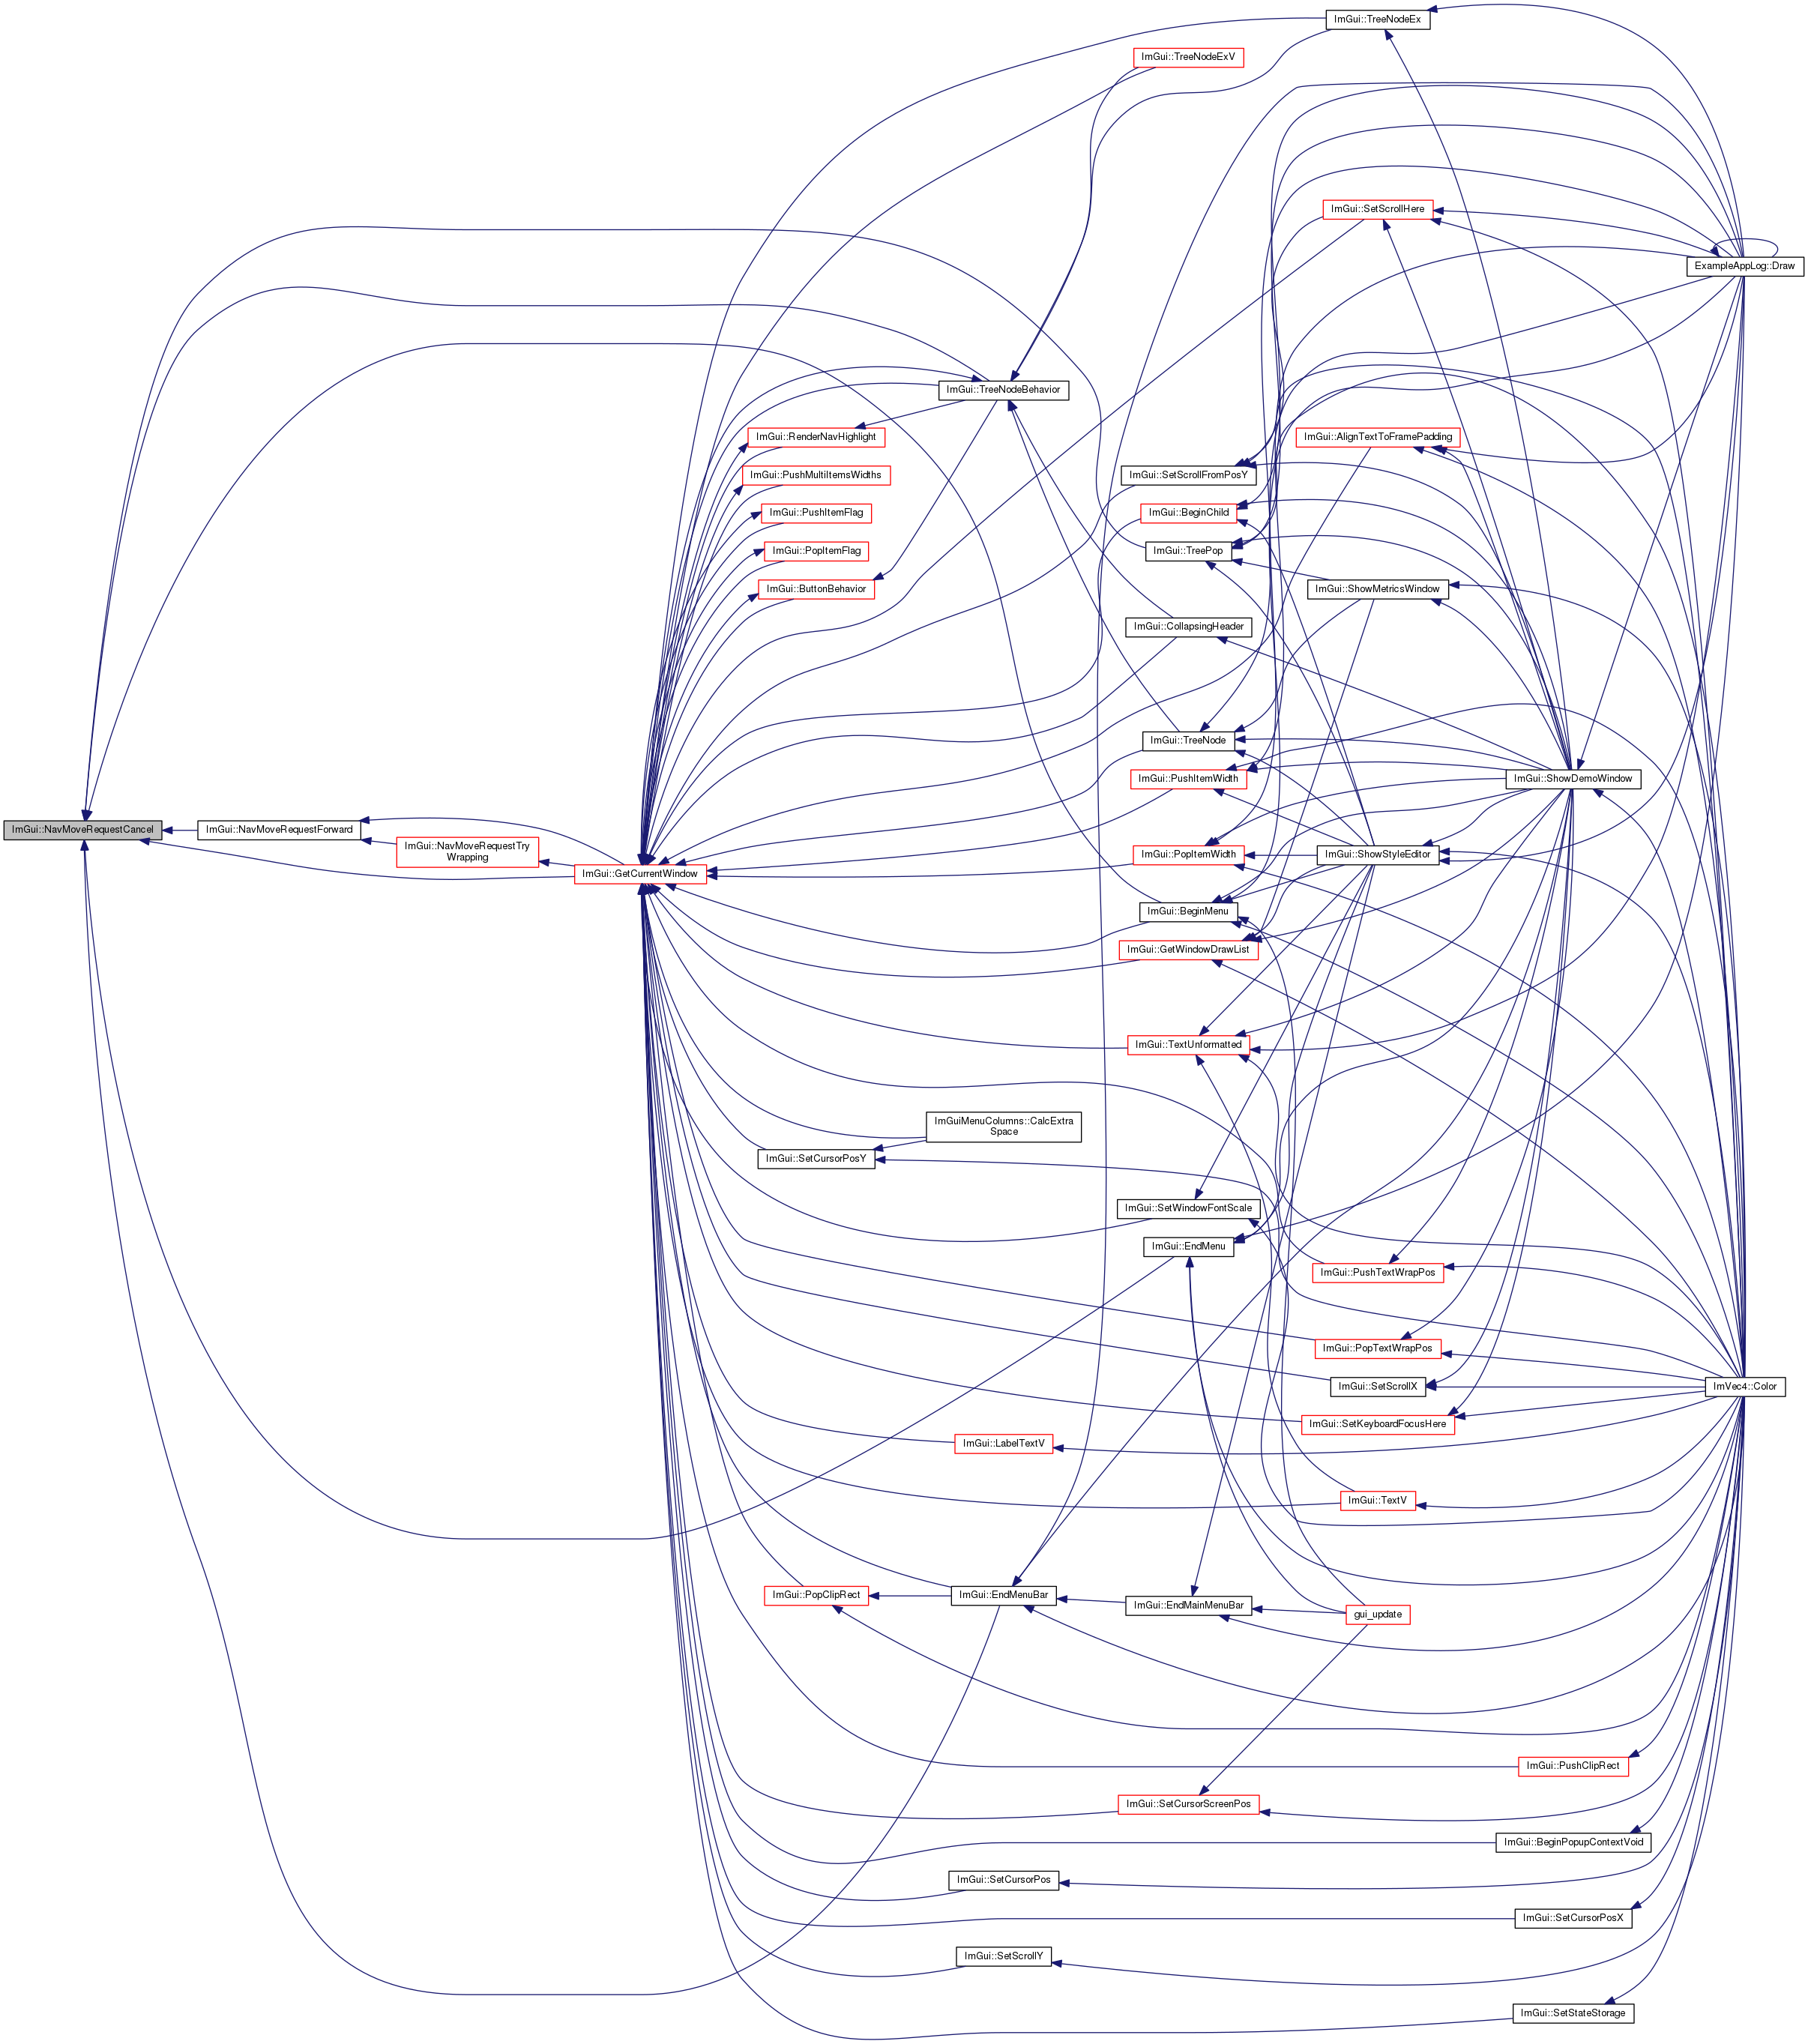 ImGui::TreeNodeEx
ImGui::TreeNodeExV
ImGui::SetScrollHere
ExampleAppLog::Draw
ImGui::TreeNodeBehavior
ImGui::RenderNavHighlight
ImGui::AlignTextToFramePadding
ImGui::PushMultiItemsWidths
ImGui::SetScrollFromPosY
ImGui::PushItemFlag
ImGui::BeginChild
ImGui::PopItemFlag
ImGui::TreePop
ImGui::ButtonBehavior
ImGui::ShowMetricsWindow
ImGui::CollapsingHeader
ImGui::TreeNode
ImGui::PushItemWidth
ImGui::ShowDemoWindow
ImGui::NavMoveRequestCancel
ImGui::NavMoveRequestForward
ImGui::NavMoveRequestTry
Wrapping
ImGui::GetCurrentWindow
ImGui::PopItemWidth
ImGui::ShowStyleEditor
ImGui::BeginMenu
ImGui::GetWindowDrawList
ImGui::TextUnformatted
ImGuiMenuColumns::CalcExtra
Space
ImGui::SetCursorPosY
ImGui::SetWindowFontScale
ImGui::EndMenu
ImGui::PushTextWrapPos
ImGui::PopTextWrapPos
ImGui::SetScrollX
ImVec4::Color
ImGui::SetKeyboardFocusHere
ImGui::LabelTextV
ImGui::TextV
ImGui::PopClipRect
ImGui::EndMenuBar
ImGui::EndMainMenuBar
gui_update
ImGui::PushClipRect
ImGui::SetCursorScreenPos
ImGui::BeginPopupContextVoid
ImGui::SetCursorPos
ImGui::SetCursorPosX
ImGui::SetScrollY
ImGui::SetStateStorage